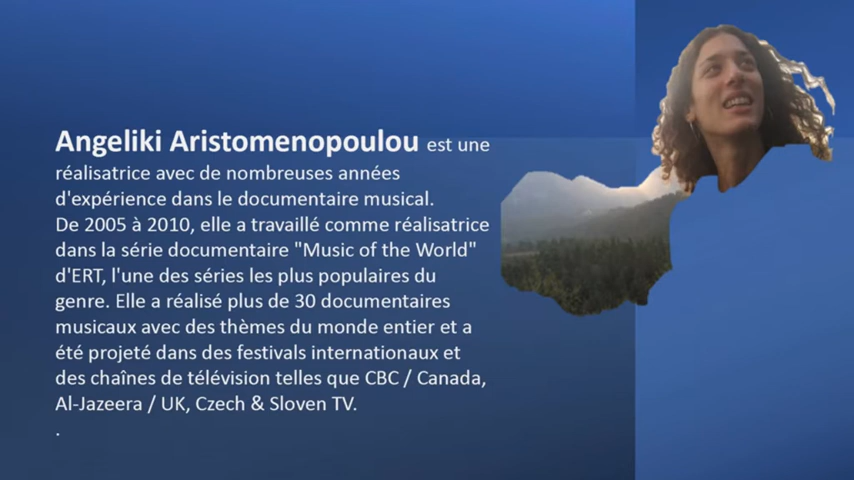 Angeliki Aristomenopoulou est une
réalisatrice avec de nombreuses années
d'expérience dans le documentaire musical.
De 2005 à 2010, elle a travaillé comme réalisatrice
dans la série documentaire "Music of the World"
d'ERT, l'une des séries les plus populaires du
genre. Elle a réalisé plus de 30 documentaires
musicaux avec des thèmes du monde entier et a
été projeté dans des festivals internationaux et
des chaînes de télévision telles que CBC / Canada,
Al-Jazeera / UK, Czech & Sloven TV.
.